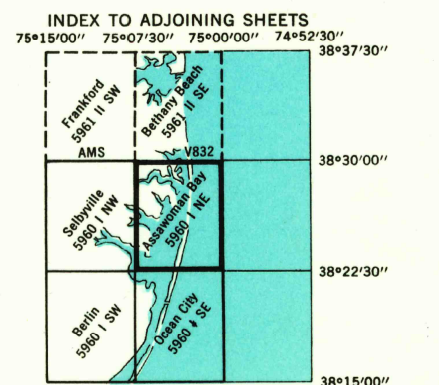 INDEX TO ADJOINING SHEETS
75°15'00" 75°07'30" 75°00'00" 74°52'30"
38°37'30"
Frankford
5961 II SW
Bethany Beach
5961 II SE
AMS V832
38°30'00"
Selbyville
5960 I NW
Assawoman Bay
5960 I NE
38°22'30"
Berlin
5960 I SW
Ocean City
5960 I SE
38°15'00"